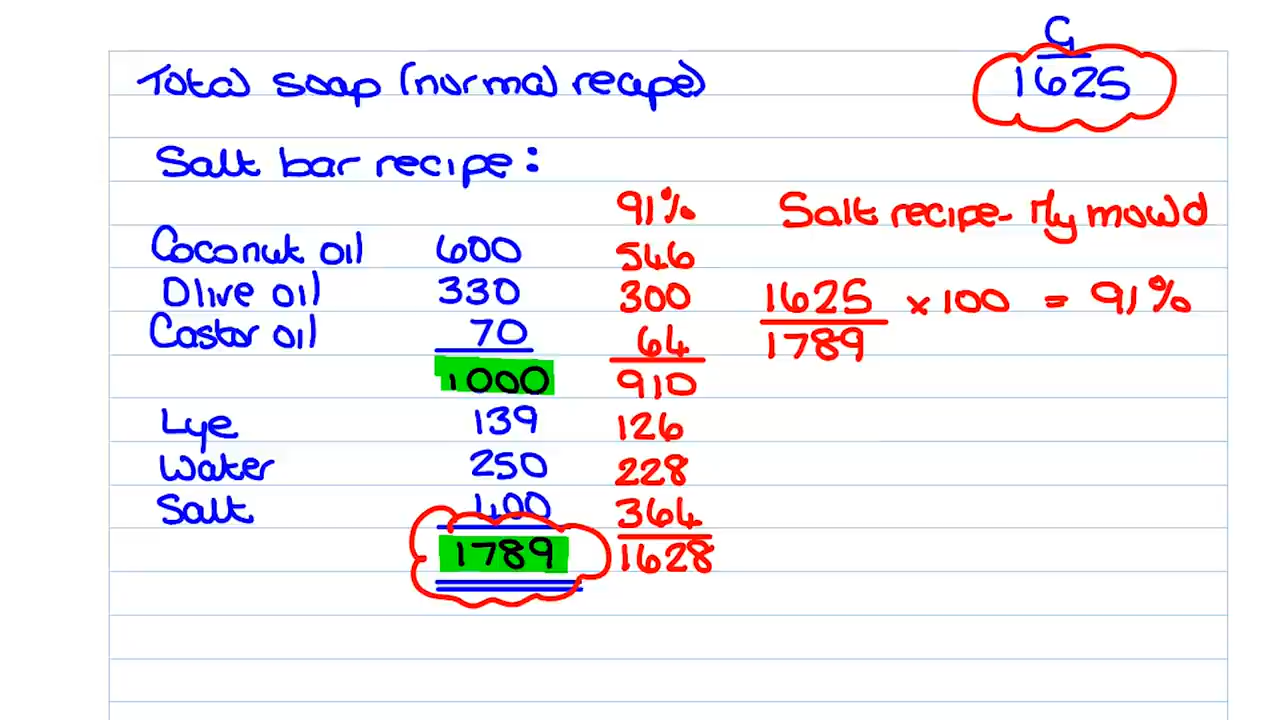 G
Total soap (normal recipe) 1625
Salt bar recipe:
91% Salt recipe - My mould
Coconut oil 600 546
Olive oil 330 300 1625 x 100 = 91%
Castor oil 70 64 1789
1000 910
Lye 139 126
Water 250 228
Salt 400 364
1789 1628